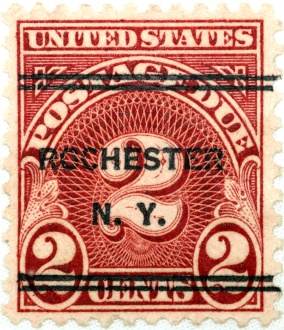 UNITED STATES
POSTAGE DUE
ROCHESTER
2
N. Y.
2 CENTS 2